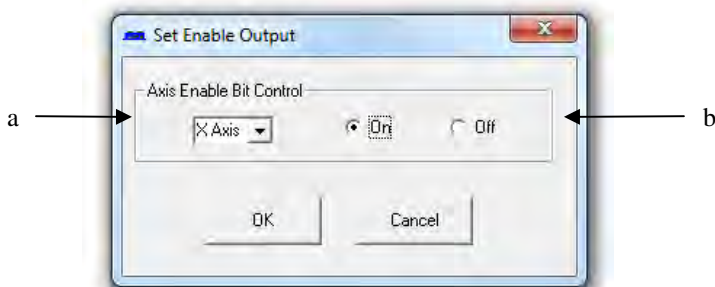 Set Enable Output
Axis Enable Bit Control
a X Axis On Off b
OK Cancel